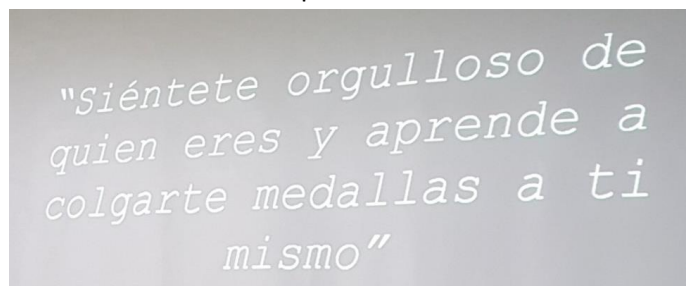 "Siéntete orgulloso de
quien eres y aprende a
colgarte medallas a ti
mismo"